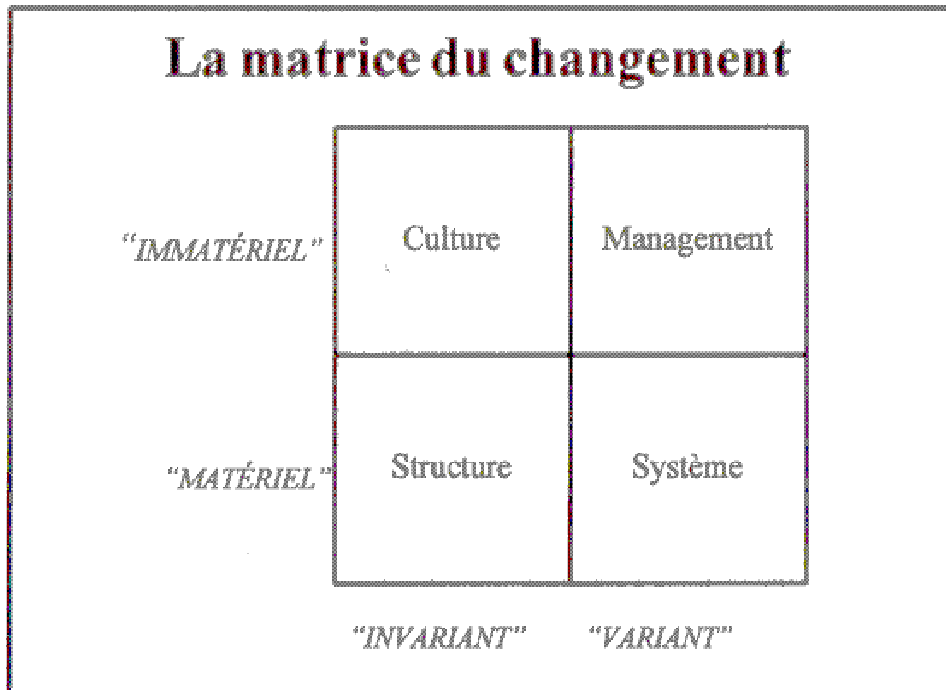 La matrice du changement
“IMMATÉRIEL” Culture Management
“MATÉRIEL” Structure Système
“INVARIANT” “VARIANT”